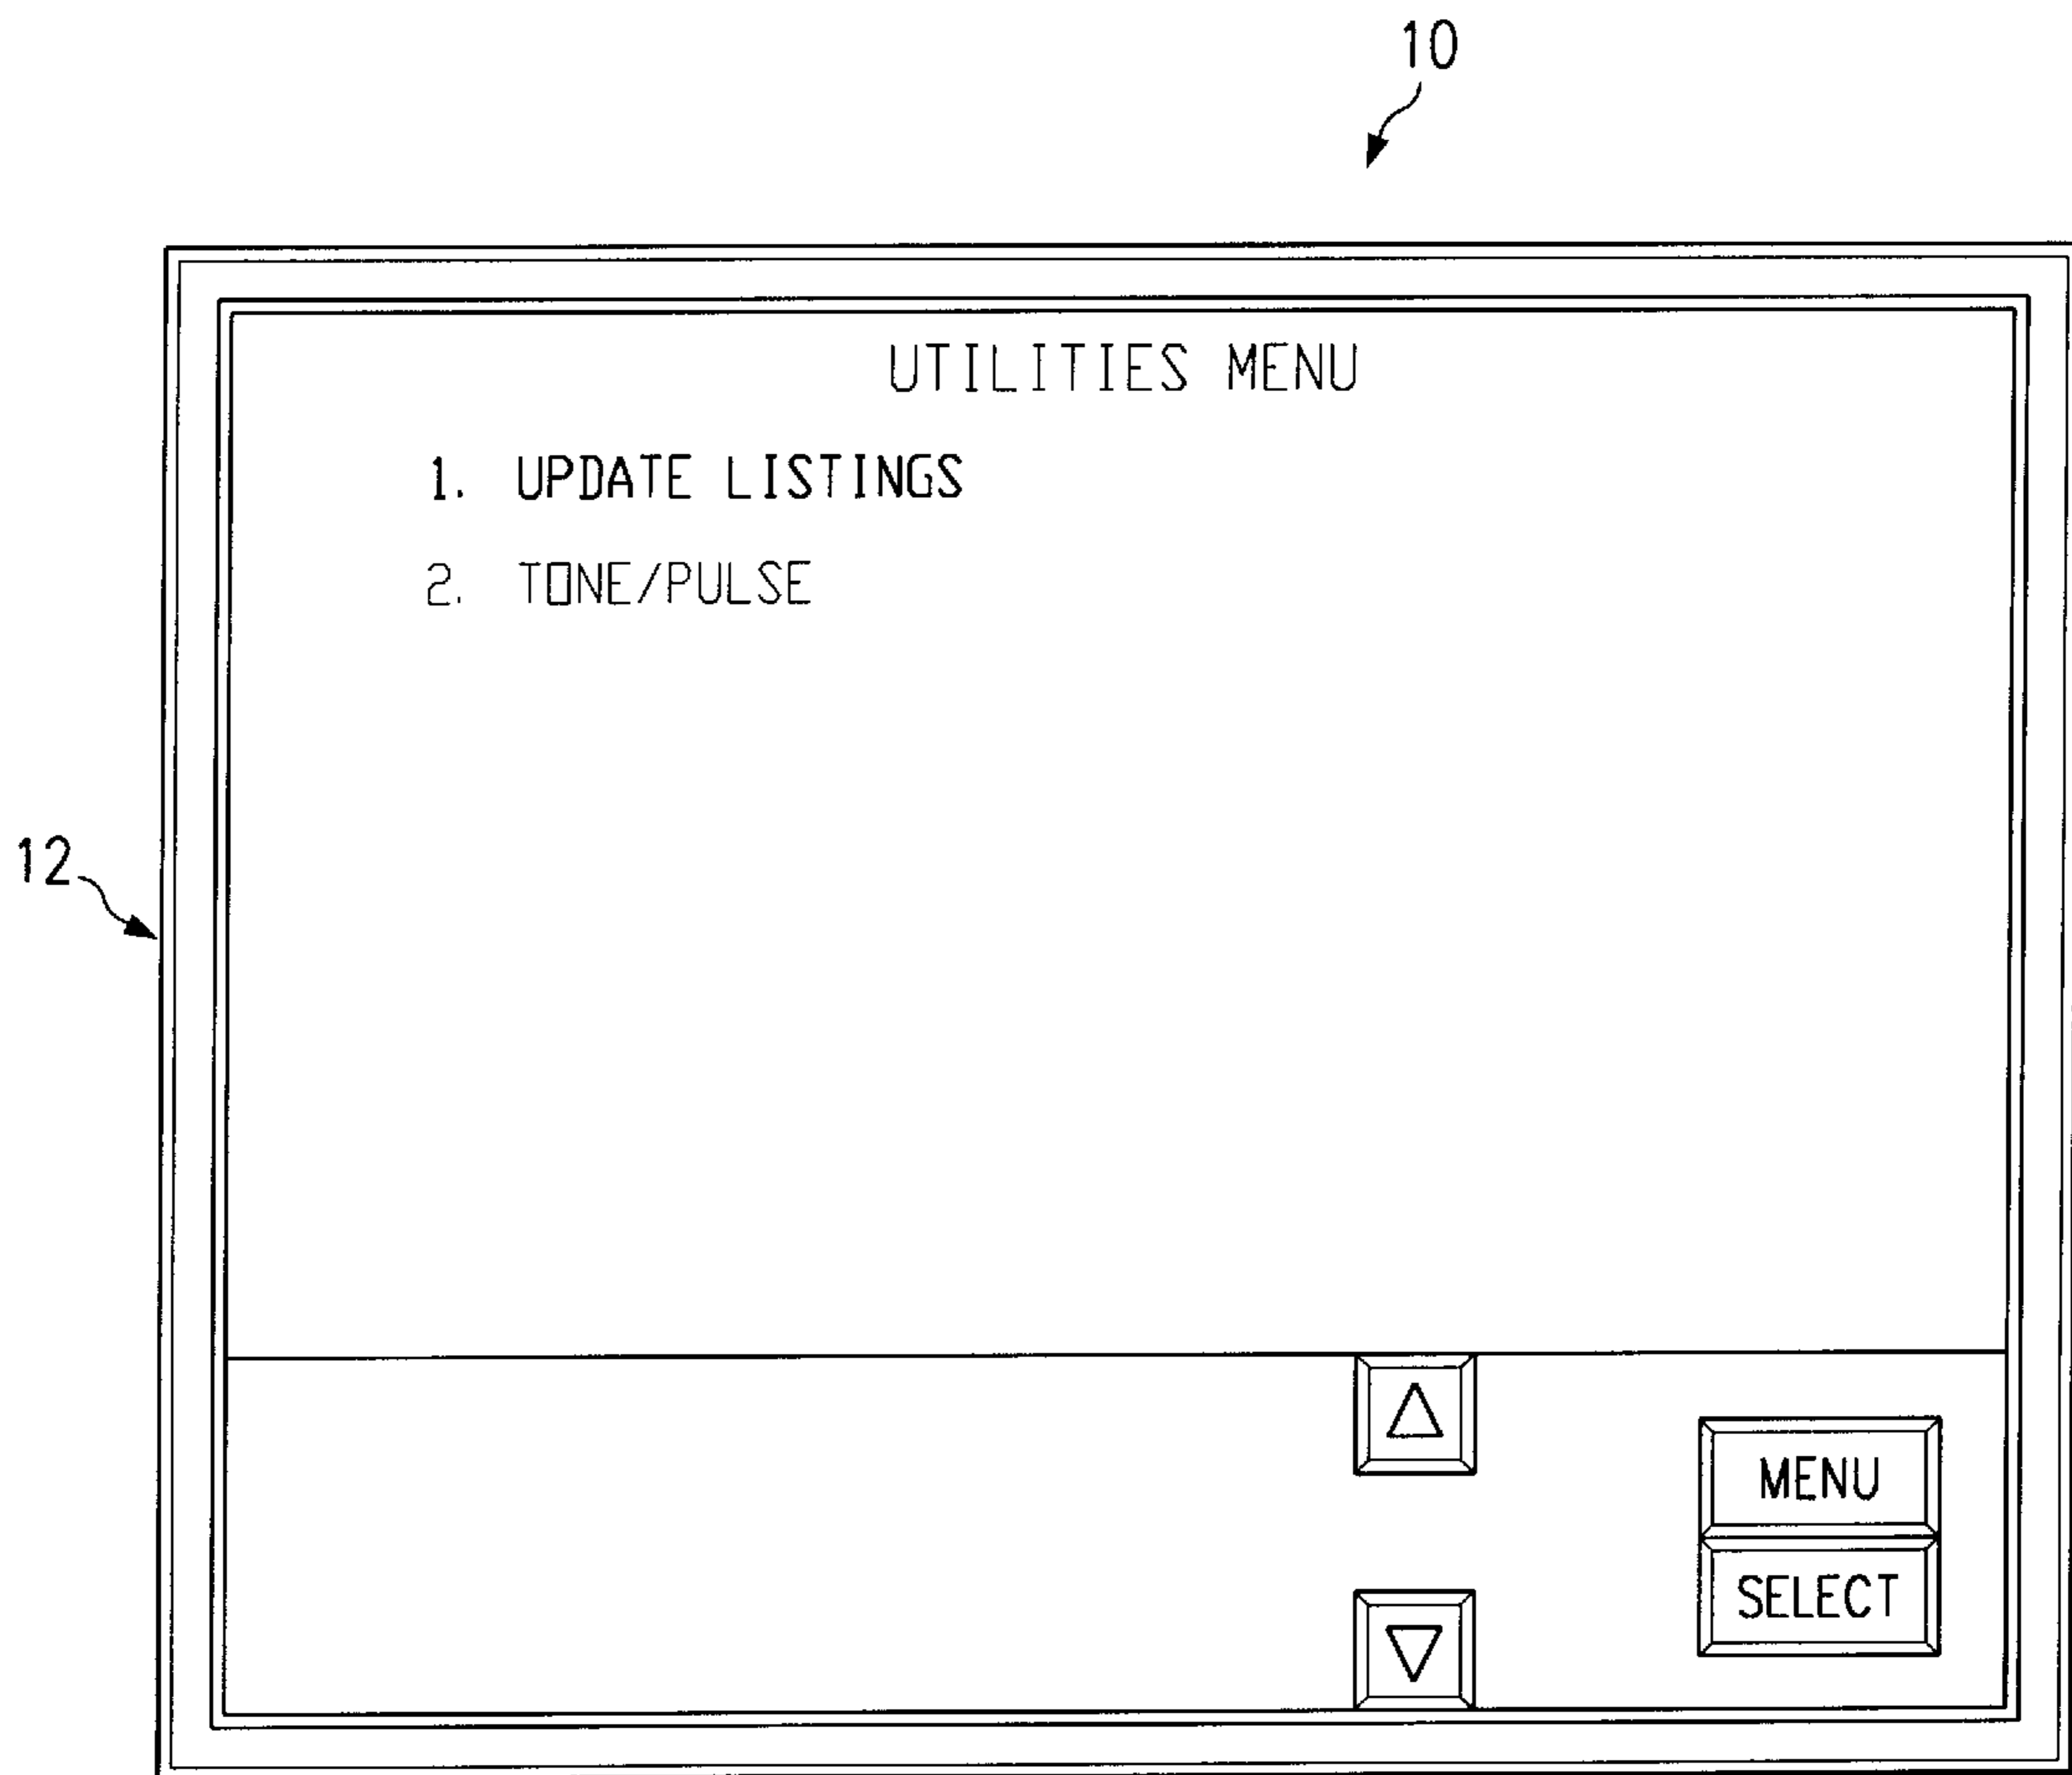 10
UTILITIES MENU
1. UPDATE LISTINGS
2. TONE/PULSE
12
MENU
SELECT